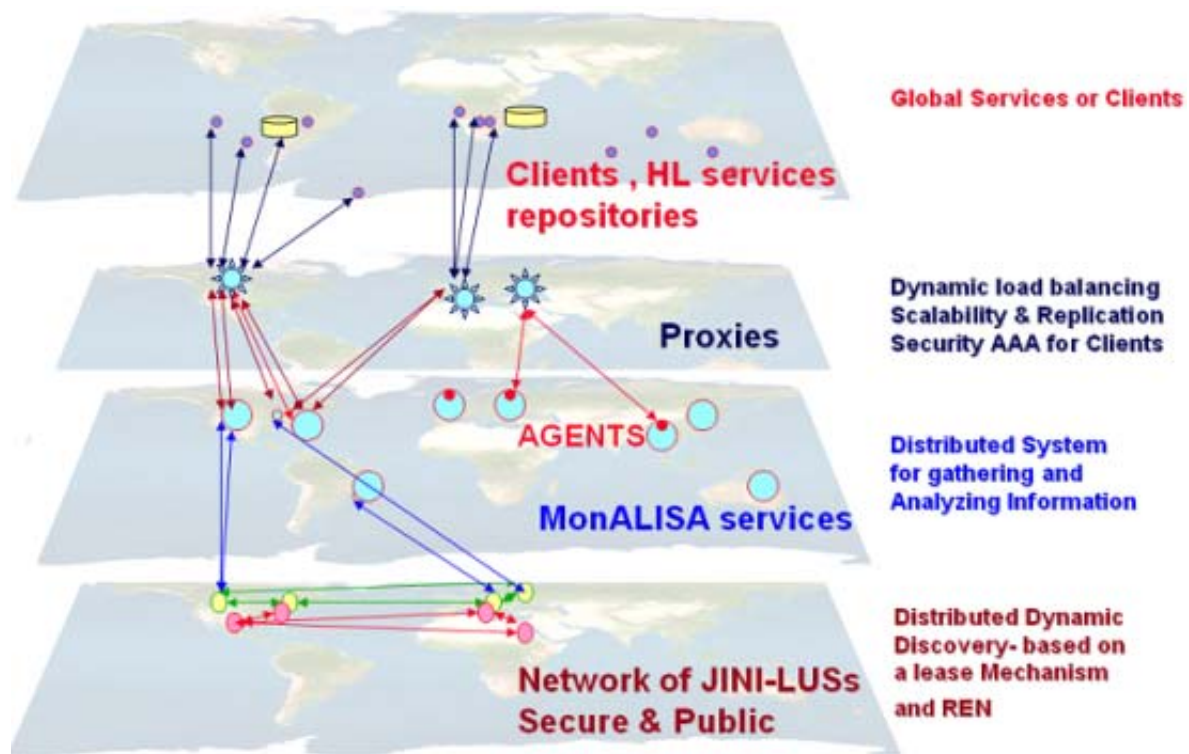 Global Services or Clients
Clients , HL services
repositories
Dynamic load balancing
Scalability & Replication
Security AAA for Clients
Proxies
AGENTS
Distributed System
for gathering and
Analyzing Information
MonALISA services
Distributed Dynamic
Discovery- based on
a lease Mechanism
and REN
Network of JINI-LUSs
Secure & Public